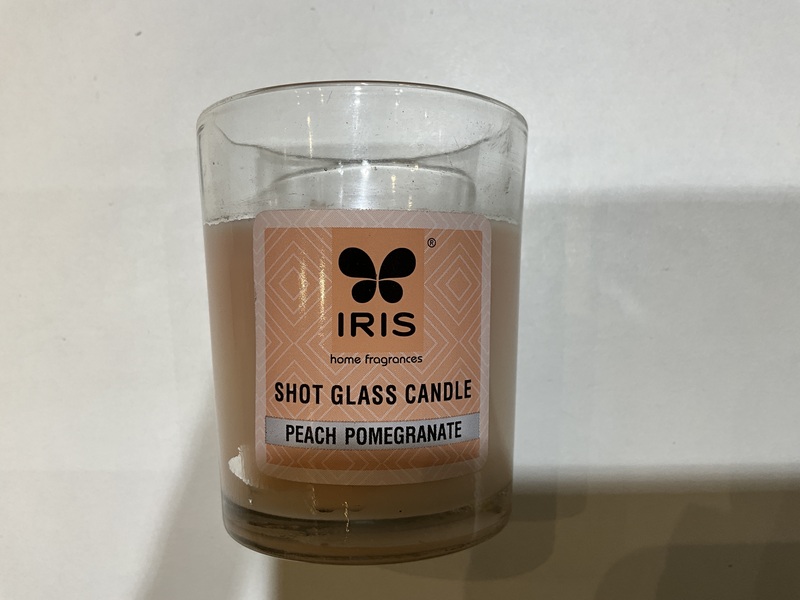 ®
IRIS
home fragrances
SHOT GLASS CANDLE
PEACH POMEGRANATE